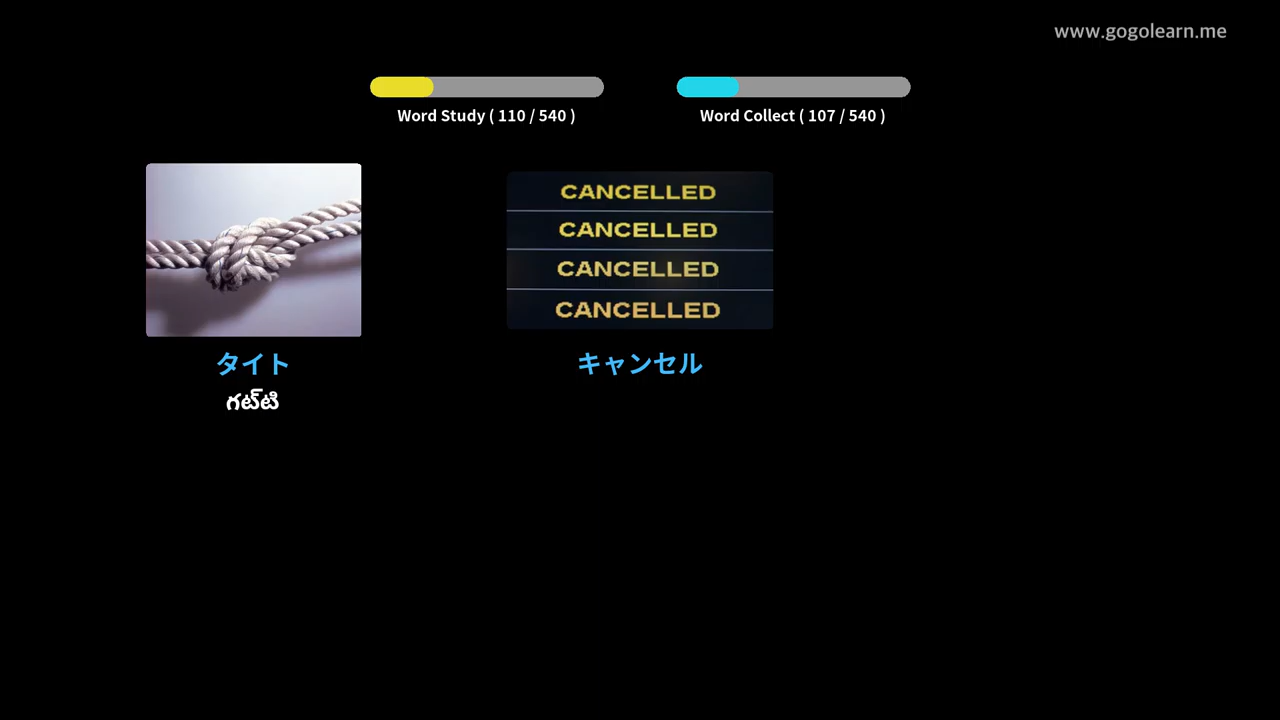 www.gogolearn.me
Word Study ( 110 / 540 )
Word Collect ( 107 / 540 )
CANCELLED
CANCELLED
CANCELLED
CANCELLED
タイト
キャンセル
గట్టి